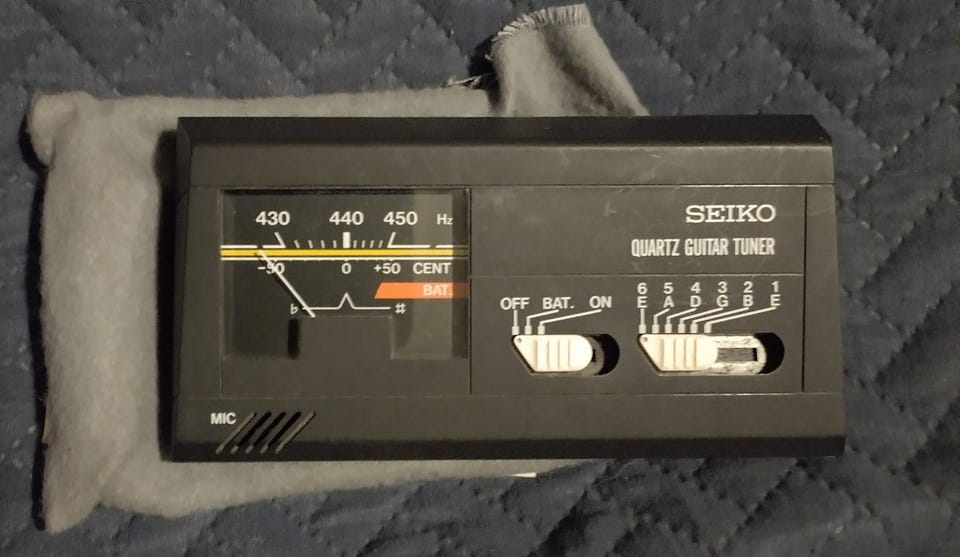 430 440 450 Hz
-50 0 +50 CENT
BAT.
♭ #
MIC
SEIKO
QUARTZ GUITAR TUNER
OFF BAT. ON
6 5 4 3 2 1
E A D G B E